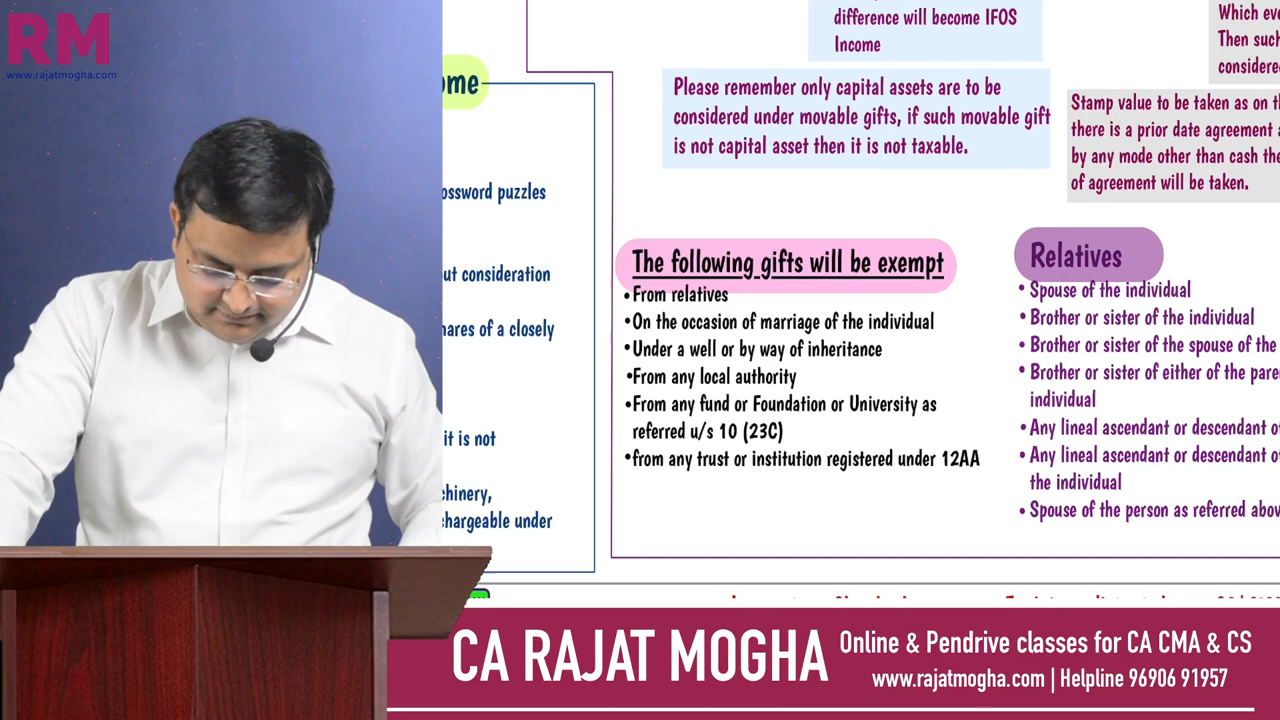 RM
www.rajatmogha.com
ome
ossword puzzles
ut consideration
hares of a closely
it is not
chinery,
chargeable under
difference will become IFOS
Income
Please remember only capital assets are to be
considered under movable gifts, if such movable gift
is not capital asset then it is not taxable.
Which eve
Then such
considered
Stamp value to be taken as on th
there is a prior date agreement a
by any mode other than cash the
of agreement will be taken.
The following gifts will be exempt
•From relatives
•On the occasion of marriage of the individual
•Under a well or by way of inheritance
•From any local authority
•From any fund or Foundation or University as
referred u/s 10 (23C)
•from any trust or institution registered under 12AA
Relatives
• Spouse of the individual
• Brother or sister of the individual
• Brother or sister of the spouse of the
• Brother or sister of either of the pare
individual
• Any lineal ascendant or descendant o
• Any lineal ascendant or descendant of
the individual
• Spouse of the person as referred abov
CA RAJAT MOGHA
Online & Pendrive classes for CA CMA & CS
www.rajatmogha.com | Helpline 96906 91957